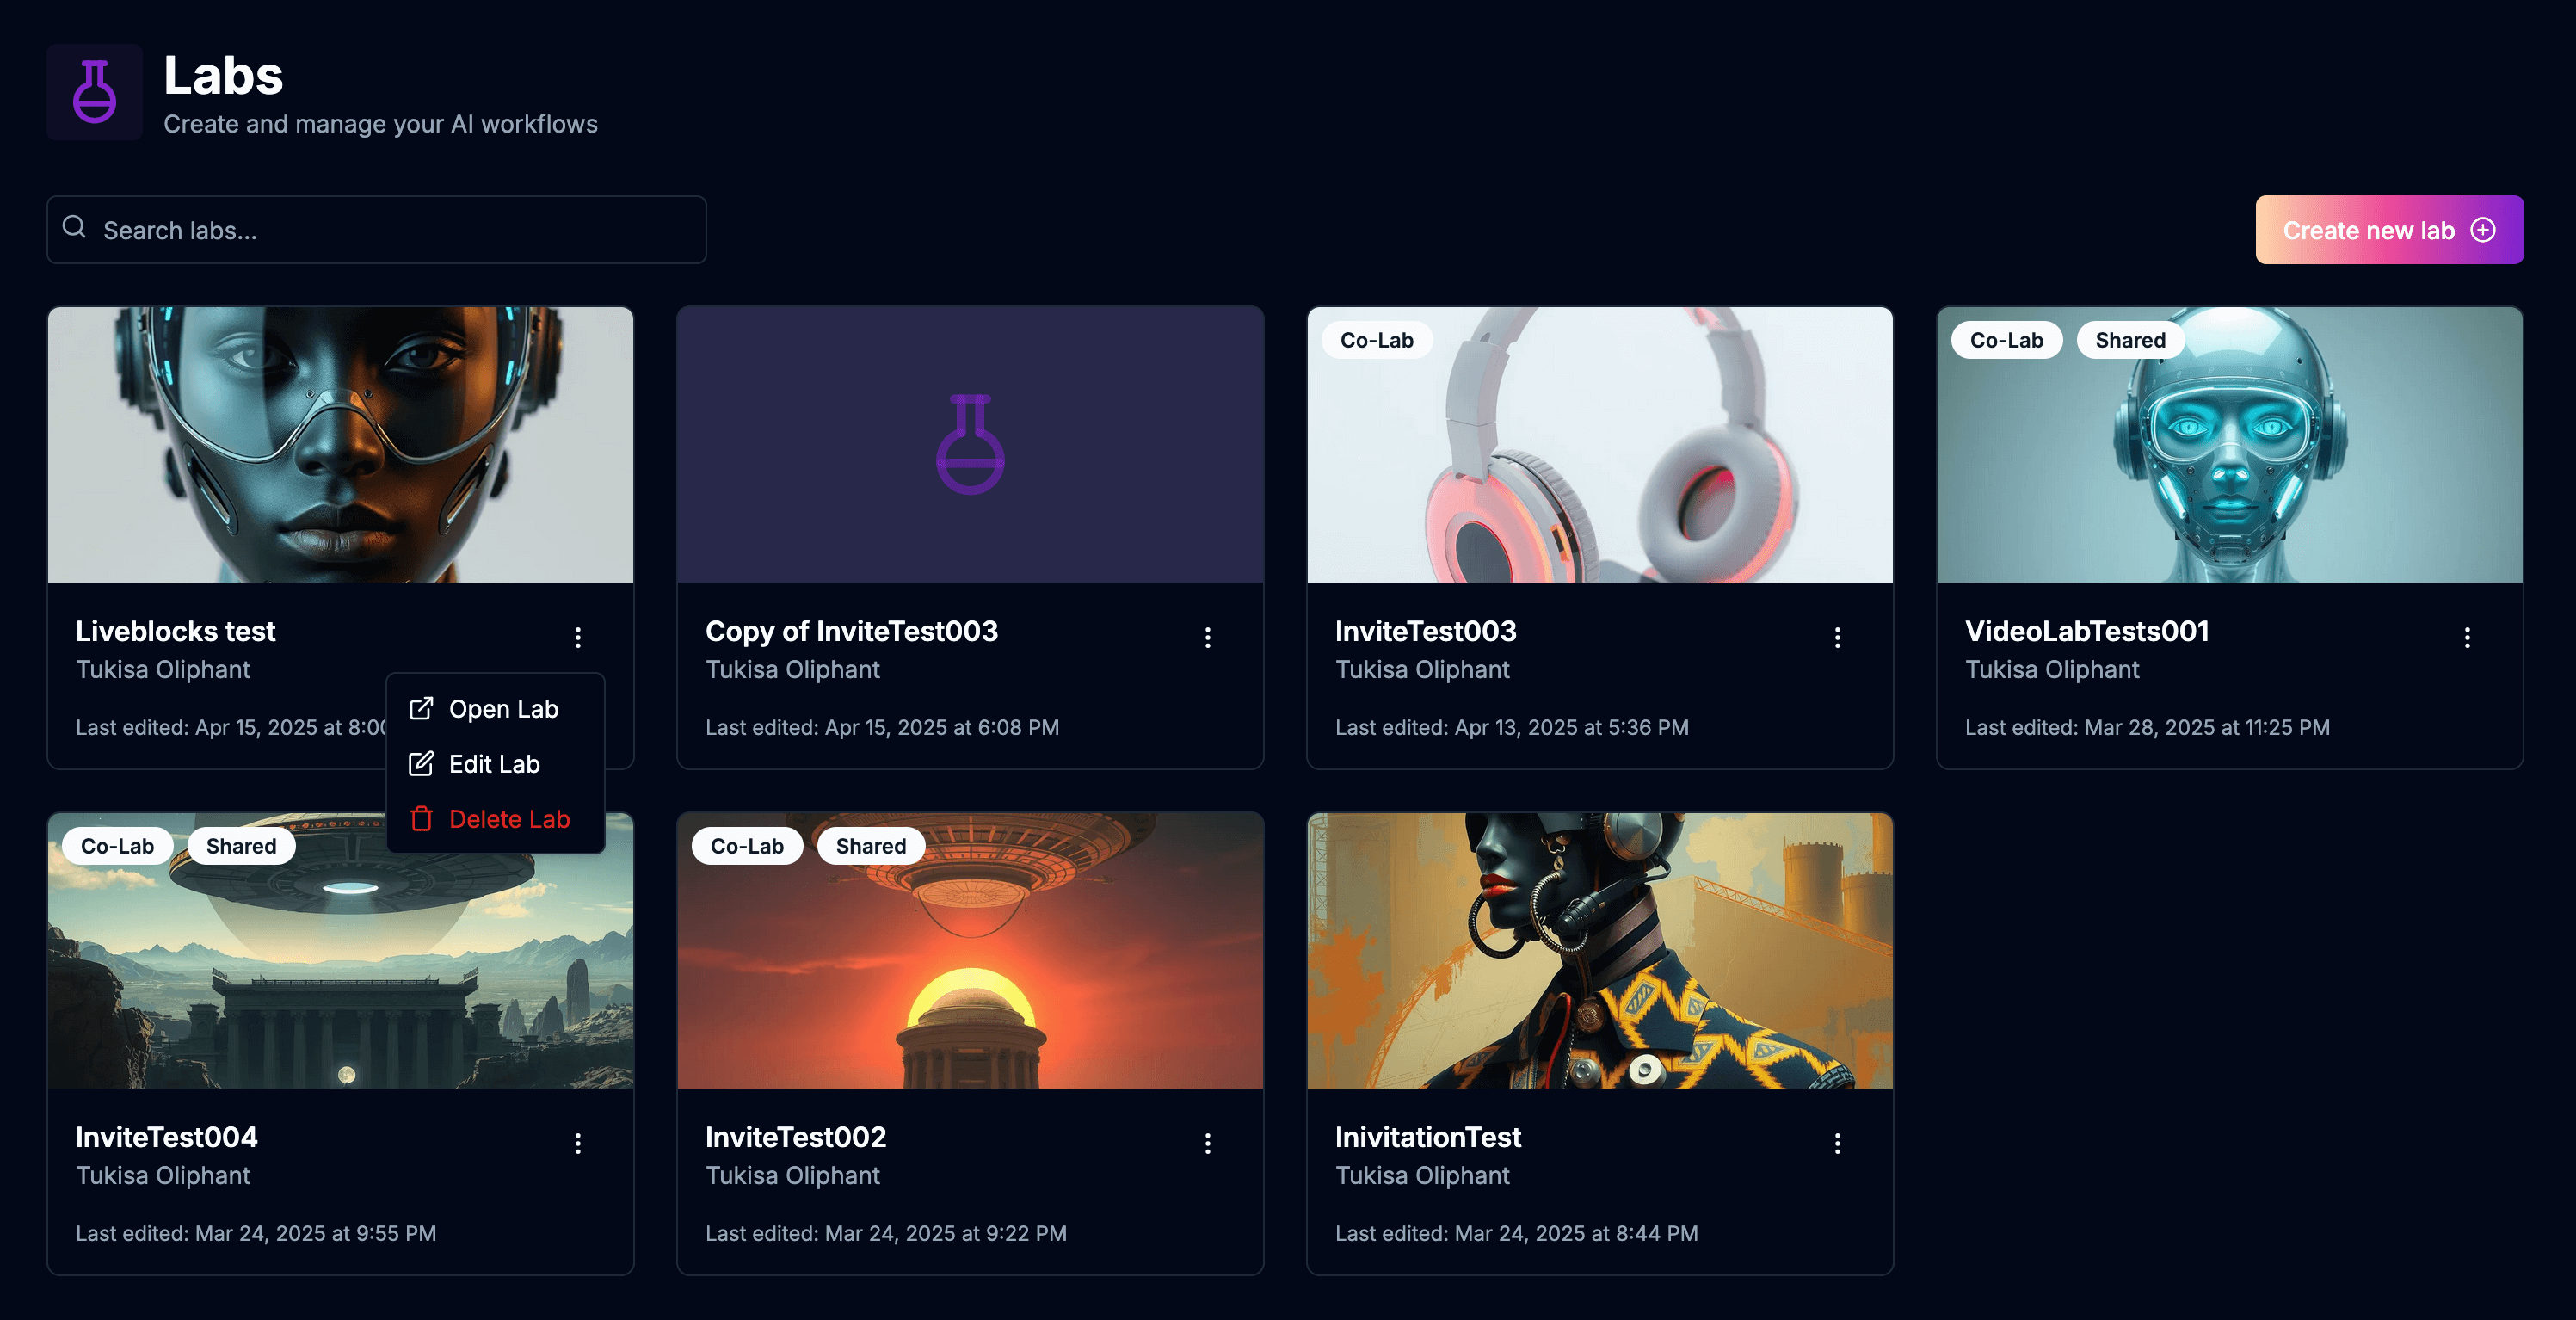 Labs
Create and manage your AI workflows
Search labs...
Create new lab
Co-Lab
Co-Lab
Shared
Liveblocks test
Tukisa Oliphant
Last edited: Apr 15, 2025 at
Open Lab
Edit Lab
Delete Lab
Copy of InviteTest003
Tukisa Oliphant
Last edited: Apr 15, 2025 at 6:08 PM
InviteTest003
Tukisa Oliphant
Last edited: Apr 13, 2025 at 5:36 PM
VideoLabTests001
Tukisa Oliphant
Last edited: Mar 28, 2025 at 11:25 PM
Co-Lab
Shared
Co-Lab
Shared
InviteTest004
Tukisa Oliphant
Last edited: Mar 24, 2025 at 9:55 PM
InviteTest002
Tukisa Oliphant
Last edited: Mar 24, 2025 at 9:22 PM
InivitationTest
Tukisa Oliphant
Last edited: Mar 24, 2025 at 8:44 PM